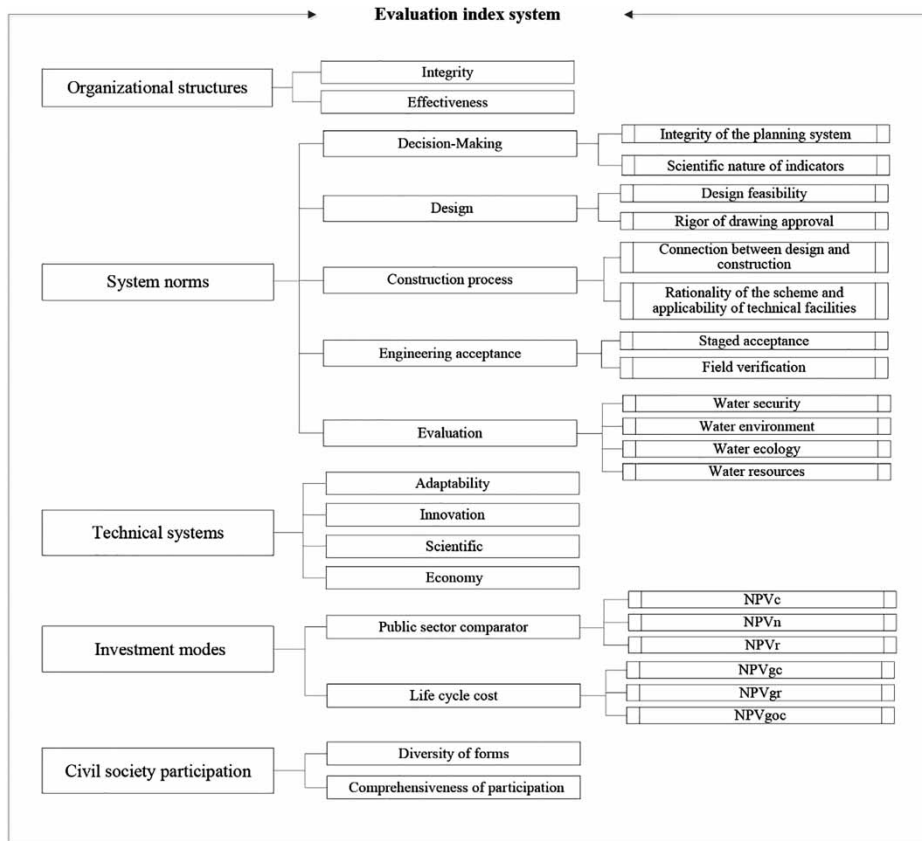 Evaluation index system
Organizational structures
Integrity
Effectiveness
System norms
Decision-Making
Integrity of the planning system
Scientific nature of indicators
Design
Design feasibility
Rigor of drawing approval
Construction process
Connection between design and
construction
Rationality of the scheme and
applicability of technical facilities
Engineering acceptance
Staged acceptance
Field verification
Evaluation
Water security
Water environment
Water ecology
Water resources
Technical systems
Adaptability
Innovation
Scientific
Economy
Investment modes
Public sector comparator
NPVc
NPVn
NPVr
Life cycle cost
NPVgc
NPVgr
NPVgoc
Civil society participation
Diversity of forms
Comprehensiveness of participation